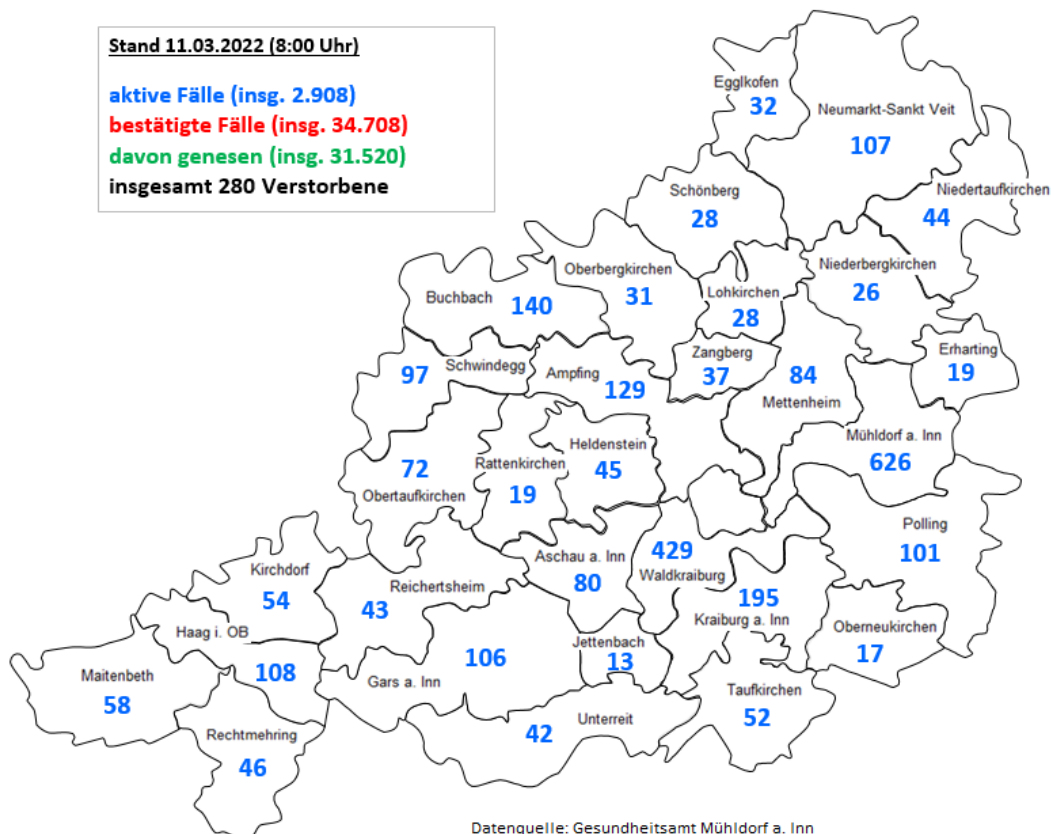 Stand 11.03.2022 (8:00 Uhr)
aktive Fälle (insg. 2.908)
bestätigte Fälle (insg. 34.708)
davon genesen (insg. 31.520)
insgesamt 280 Verstorbene
Egglkofen
32
Neumarkt-Sankt Veit
107
Schönberg
28
Niedertaufkirchen
44
Oberbergkirchen
31
Niederbergkirchen
26
Buchbach
140
Lohkirchen
28
Schwindegg
97
Ampfing
129
Zangberg
37
84
Mettenheim
Erharting
19
Mühldorf a. Inn
626
72
Obertaufkirchen
Rattenkirchen
19
Heldenstein
45
Polling
101
Aschau a. Inn
80
429
Waldkraiburg
Kirchdorf
54
Reichertsheim
43
195
Kraiburg a. Inn
Haag i. OB
108
Oberneukirchen
17
Jettenbach
13
106
Gars a. Inn
Maitenbeth
58
Taufkirchen
52
Unterreit
42
Rechtmehring
46
Datenquelle: Gesundheitsamt Mühldorf a. Inn